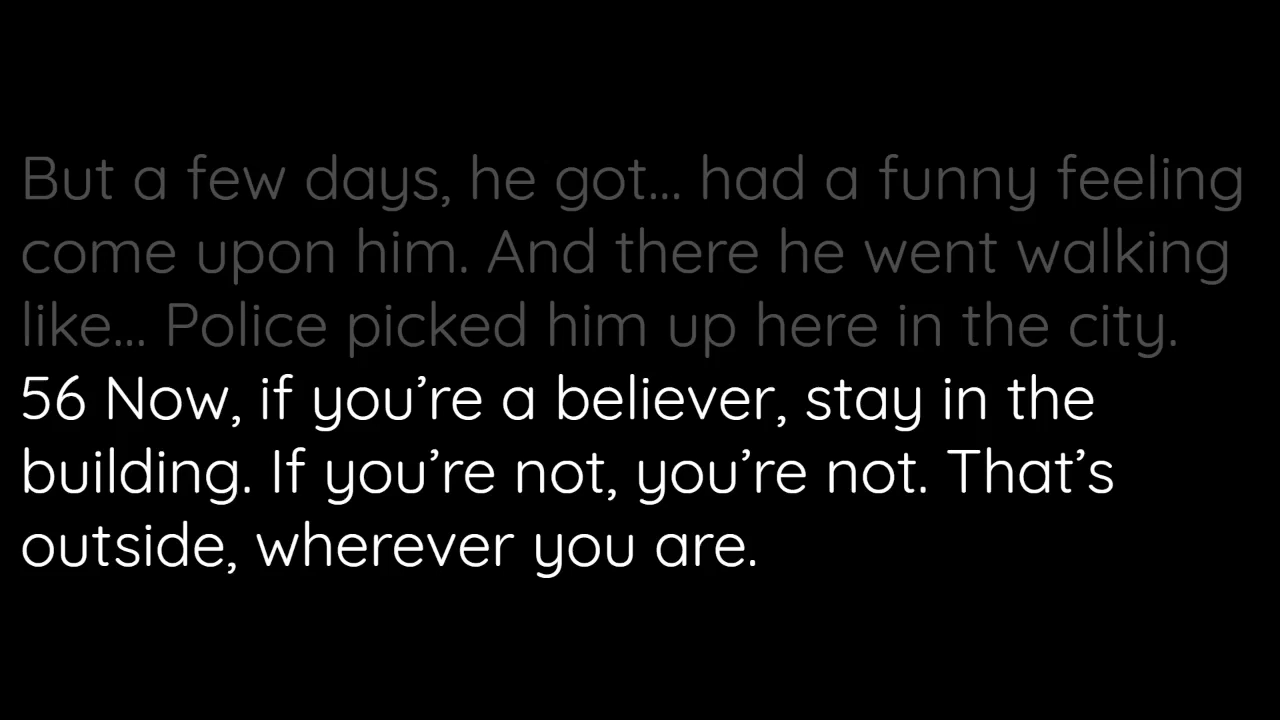 But a few days, he got... had a funny feeling
come upon him. And there he went walking
like... Police picked him up here in the city.
56 Now, if you’re a believer, stay in the
building. If you’re not, you’re not. That’s
outside, wherever you are.